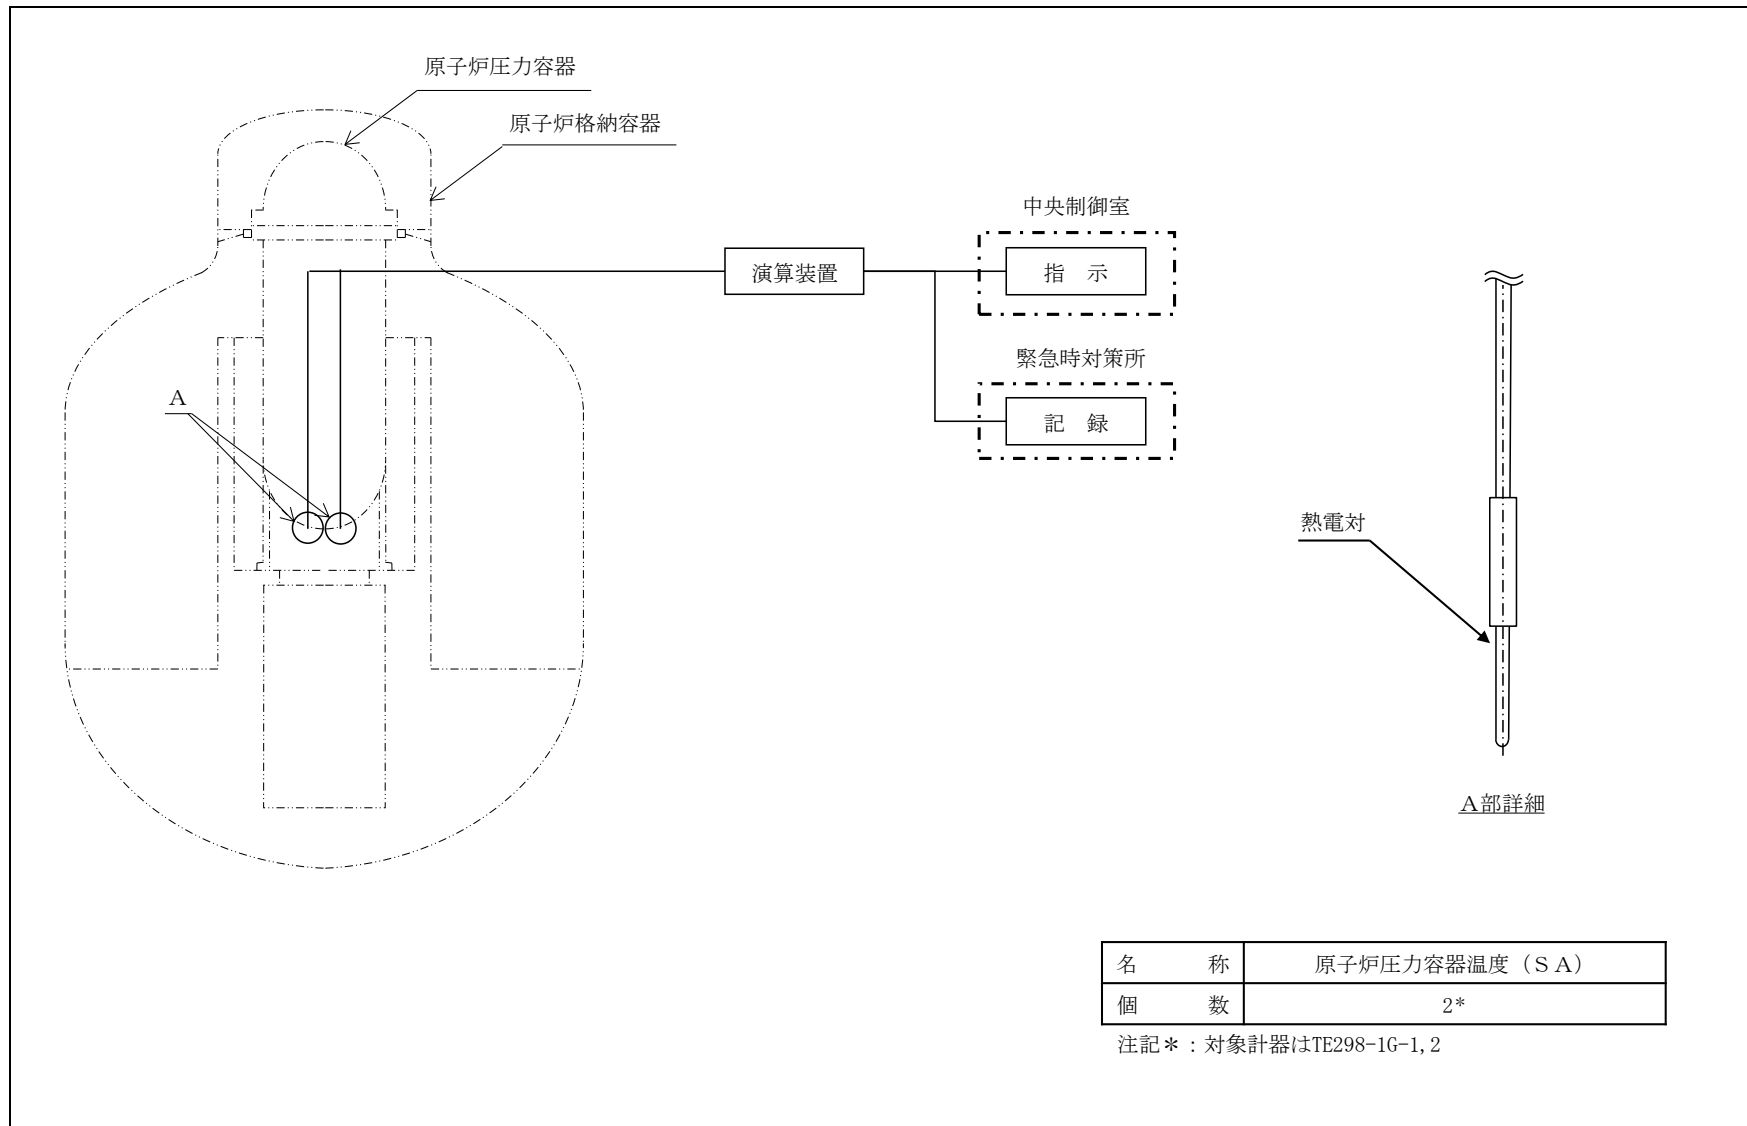 原子炉圧力容器
原子炉格納容器
中央制御室
演算装置
指　示
緊急時対策所
記　録
A
熱電対
A部詳細
名　称　原子炉圧力容器温度（ＳＡ）
個　数　2*
注記＊：対象計器はTE298-1G-1,2